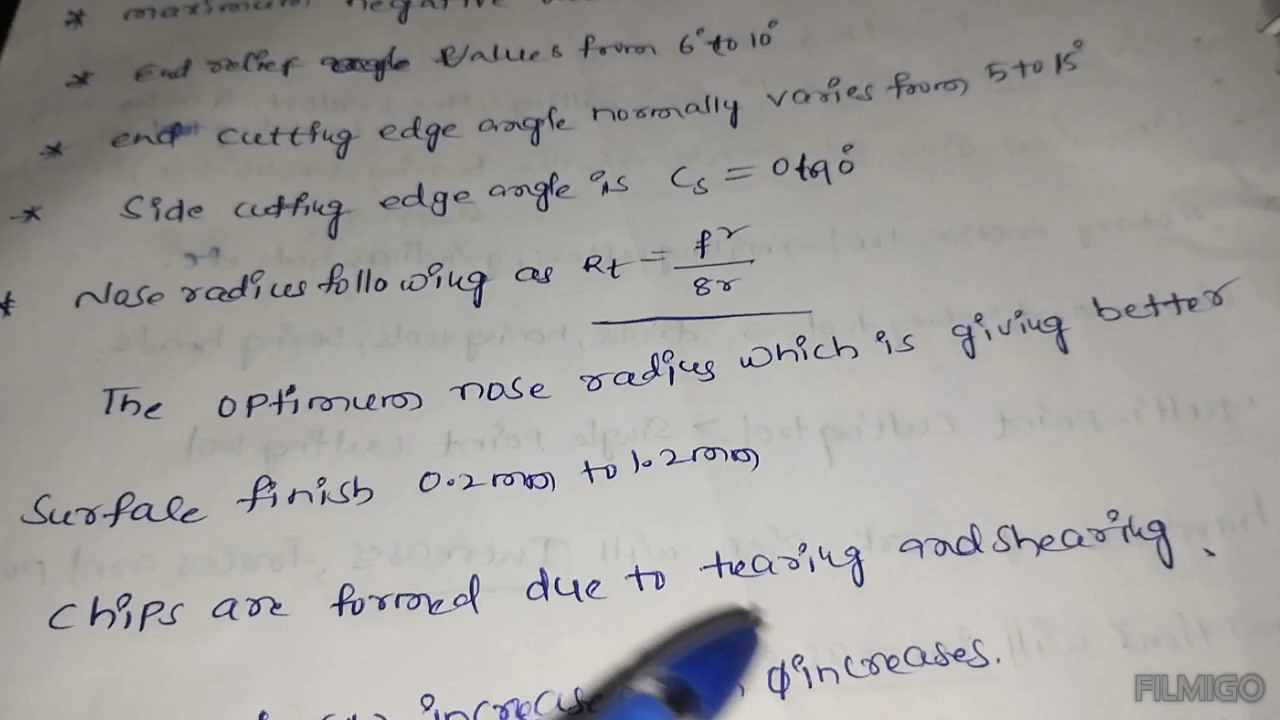 * maximum negative
* End relief angle Values from 6° to 10°
* end cutting edge angle normally varies from 5 to 15°
* Side cutting edge angle is Cs = 0 to 90°
* Nose radius following as Rt = f²/8r
The optimum nose radius which is giving better
Surface finish 0.2mm to 1.2mm
Chips are formed due to tearing and shearing.
increase φ increases.
FILMIGO